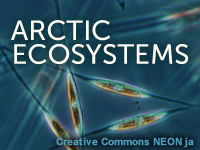 ARCTIC
ECOSYSTEMS
Creative Commons NEON ja